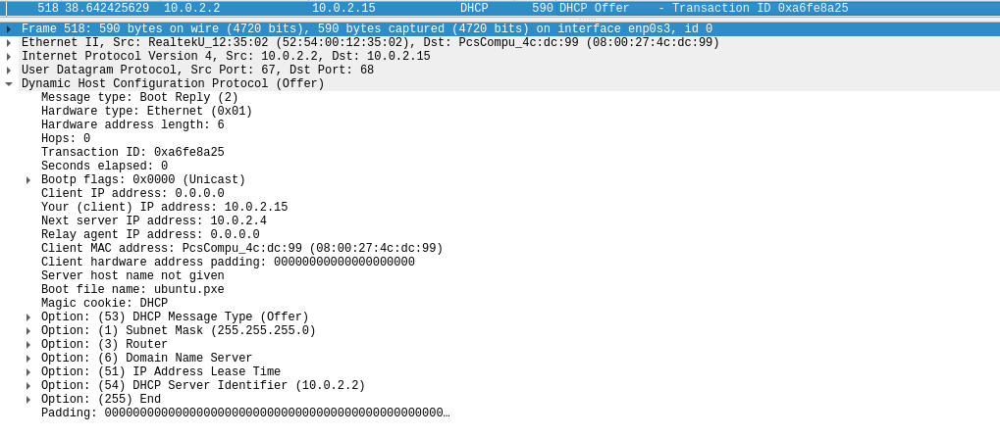 518 38.642425629 10.0.2.2 10.0.2.15 DHCP 590 DHCP Offer - Transaction ID 0xa6fe8a25
Frame 518: 590 bytes on wire (4720 bits), 590 bytes captured (4720 bits) on interface enp0s3, id 0
Ethernet II, Src: RealtekU_12:35:02 (52:54:00:12:35:02), Dst: PcsCompu_4c:dc:99 (08:00:27:4c:dc:99)
Internet Protocol Version 4, Src: 10.0.2.2, Dst: 10.0.2.15
User Datagram Protocol, Src Port: 67, Dst Port: 68
Dynamic Host Configuration Protocol (Offer)
Message type: Boot Reply (2)
Hardware type: Ethernet (0x01)
Hardware address length: 6
Hops: 0
Transaction ID: 0xa6fe8a25
Seconds elapsed: 0
Bootp flags: 0x0000 (Unicast)
Client IP address: 0.0.0.0
Your (client) IP address: 10.0.2.15
Next server IP address: 10.0.2.4
Relay agent IP address: 0.0.0.0
Client MAC address: PcsCompu_4c:dc:99 (08:00:27:4c:dc:99)
Client hardware address padding: 00000000000000000000
Server host name not given
Boot file name: ubuntu.pxe
Magic cookie: DHCP
Option: (53) DHCP Message Type (Offer)
Option: (1) Subnet Mask (255.255.255.0)
Option: (3) Router
Option: (6) Domain Name Server
Option: (51) IP Address Lease Time
Option: (54) DHCP Server Identifier (10.0.2.2)
Option: (255) End
Padding: 000000000000000000000000000000000000000000000000…